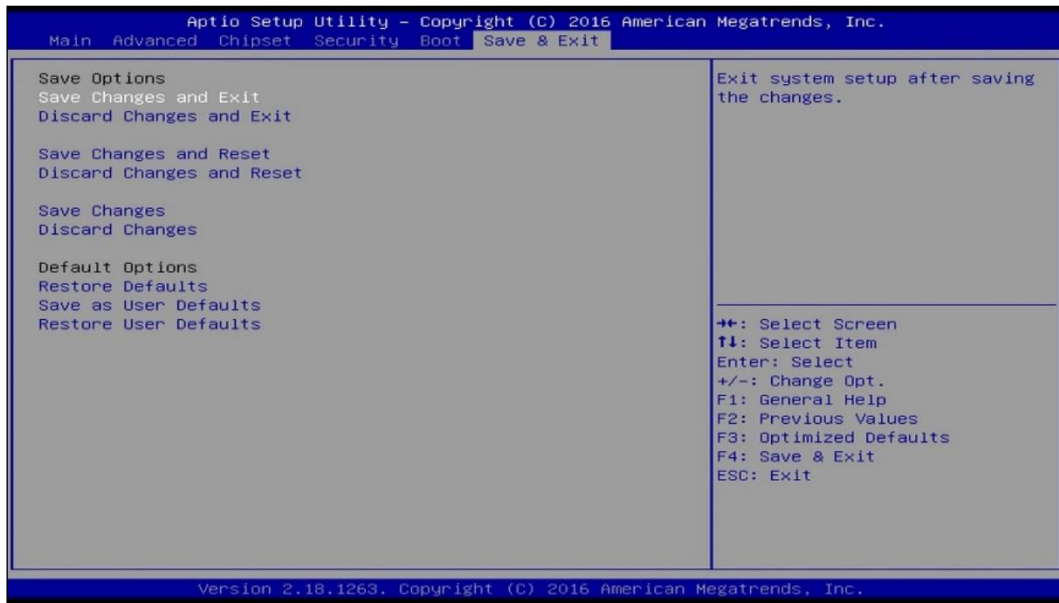 Aptio Setup Utility – Copyright (C) 2016 American Megatrends, Inc.
Main Advanced Chipset Security Boot Save & Exit
Save Options
Save Changes and Exit
Discard Changes and Exit
Save Changes and Reset
Discard Changes and Reset
Save Changes
Discard Changes
Default Options
Restore Defaults
Save as User Defaults
Restore User Defaults
Exit system setup after saving
the changes.
→←: Select Screen
↑↓: Select Item
Enter: Select
+/-: Change Opt.
F1: General Help
F2: Previous Values
F3: Optimized Defaults
F4: Save & Exit
ESC: Exit
Version 2.18.1263. Copyright (C) 2016 American Megatrends, Inc.